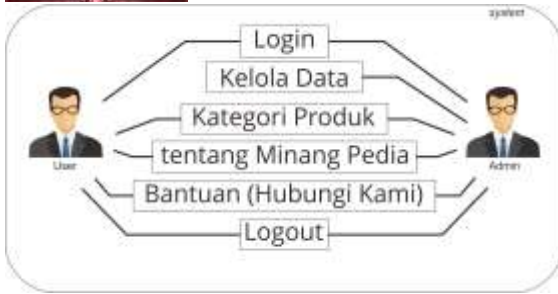 system
Login
Kelola Data
Kategori Produk
tentang Minang Pedia
User
Admin
Bantuan (Hubungi Kami)
Logout